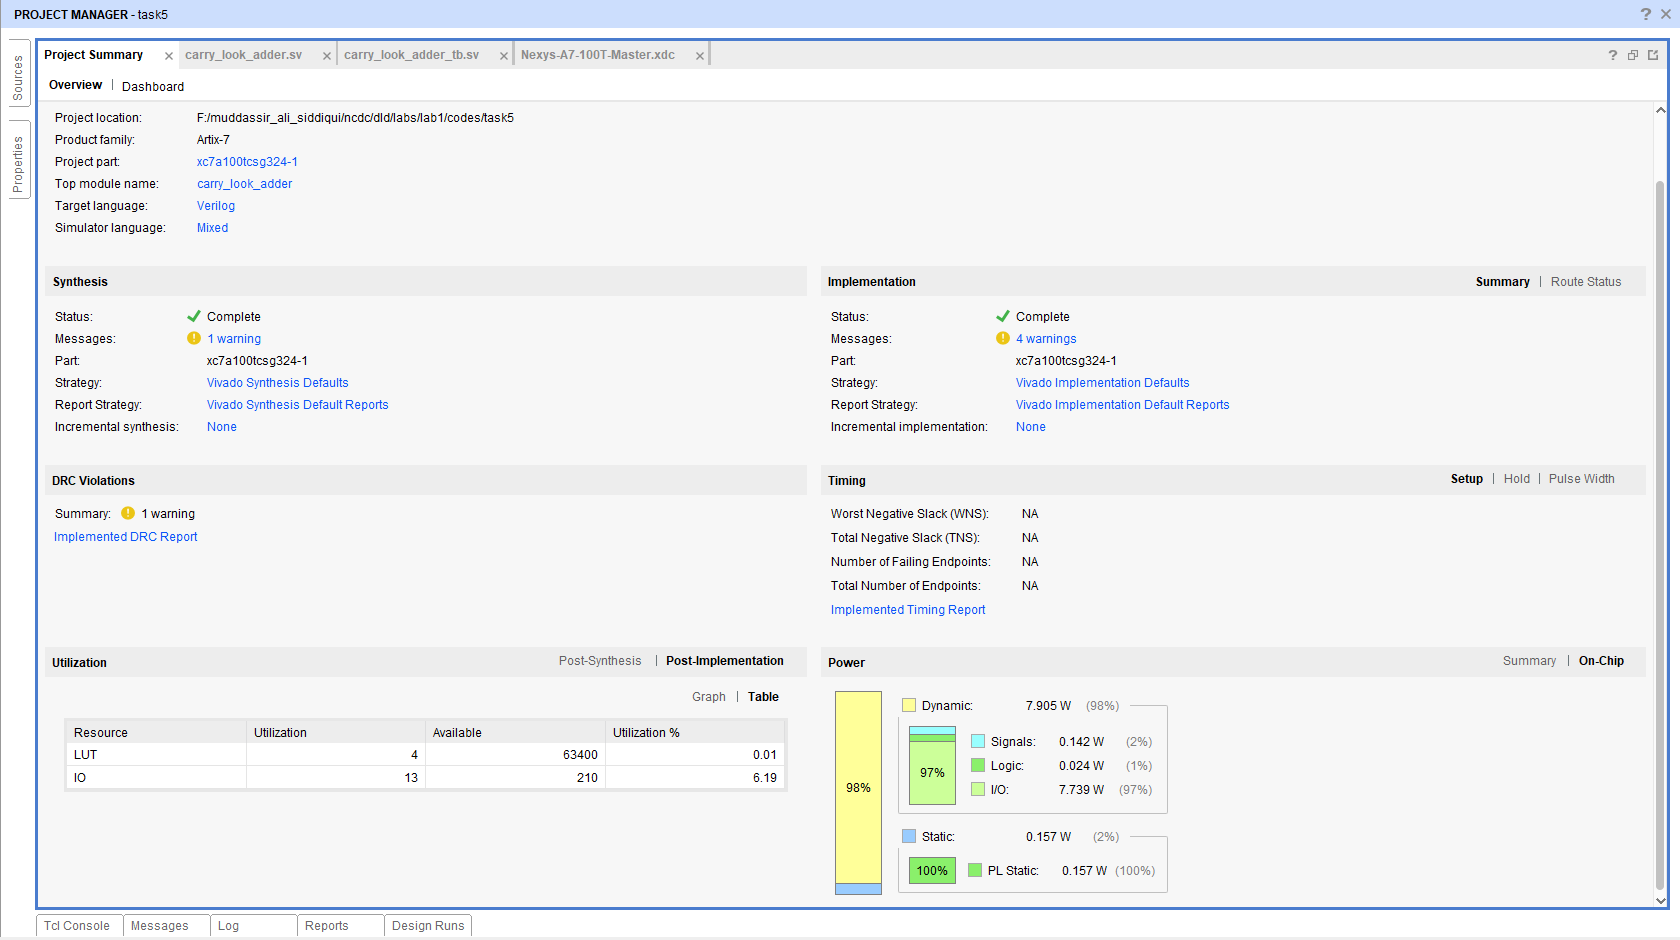 PROJECT MANAGER - task5
? ×
Sources
Properties
Project Summary × carry_look_adder.sv × carry_look_adder_tb.sv × Nexys-A7-100T-Master.xdc ×
?
Overview | Dashboard
Project location: F:/muddassir_ali_siddiqui/ncdc/dld/labs/lab1/codes/task5
Product family: Artix-7
Project part: xc7a100tcsg324-1
Top module name: carry_look_adder
Target language: Verilog
Simulator language: Mixed
Synthesis
Status: Complete
Messages: 1 warning
Part: xc7a100tcsg324-1
Strategy: Vivado Synthesis Defaults
Report Strategy: Vivado Synthesis Default Reports
Incremental synthesis: None
Implementation Summary | Route Status
Status: Complete
Messages: 4 warnings
Part: xc7a100tcsg324-1
Strategy: Vivado Implementation Defaults
Report Strategy: Vivado Implementation Default Reports
Incremental implementation: None
DRC Violations
Summary: 1 warning
Implemented DRC Report
Timing Setup | Hold | Pulse Width
Worst Negative Slack (WNS): NA
Total Negative Slack (TNS): NA
Number of Failing Endpoints: NA
Total Number of Endpoints: NA
Implemented Timing Report
Utilization Post-Synthesis | Post-Implementation
Graph | Table
Resource Utilization Available Utilization %
LUT 4 63400 0.01
IO 13 210 6.19
Power Summary | On-Chip
98%
Dynamic: 7.905 W (98%)
97%
Signals: 0.142 W (2%)
Logic: 0.024 W (1%)
I/O: 7.739 W (97%)
Static: 0.157 W (2%)
100% PL Static: 0.157 W (100%)
Tcl Console Messages Log Reports Design Runs